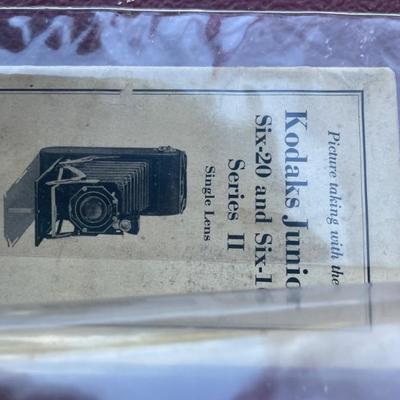 Picture taking with the
Kodaks Junio
Six-20 and Six-1
Series II
Single Lens